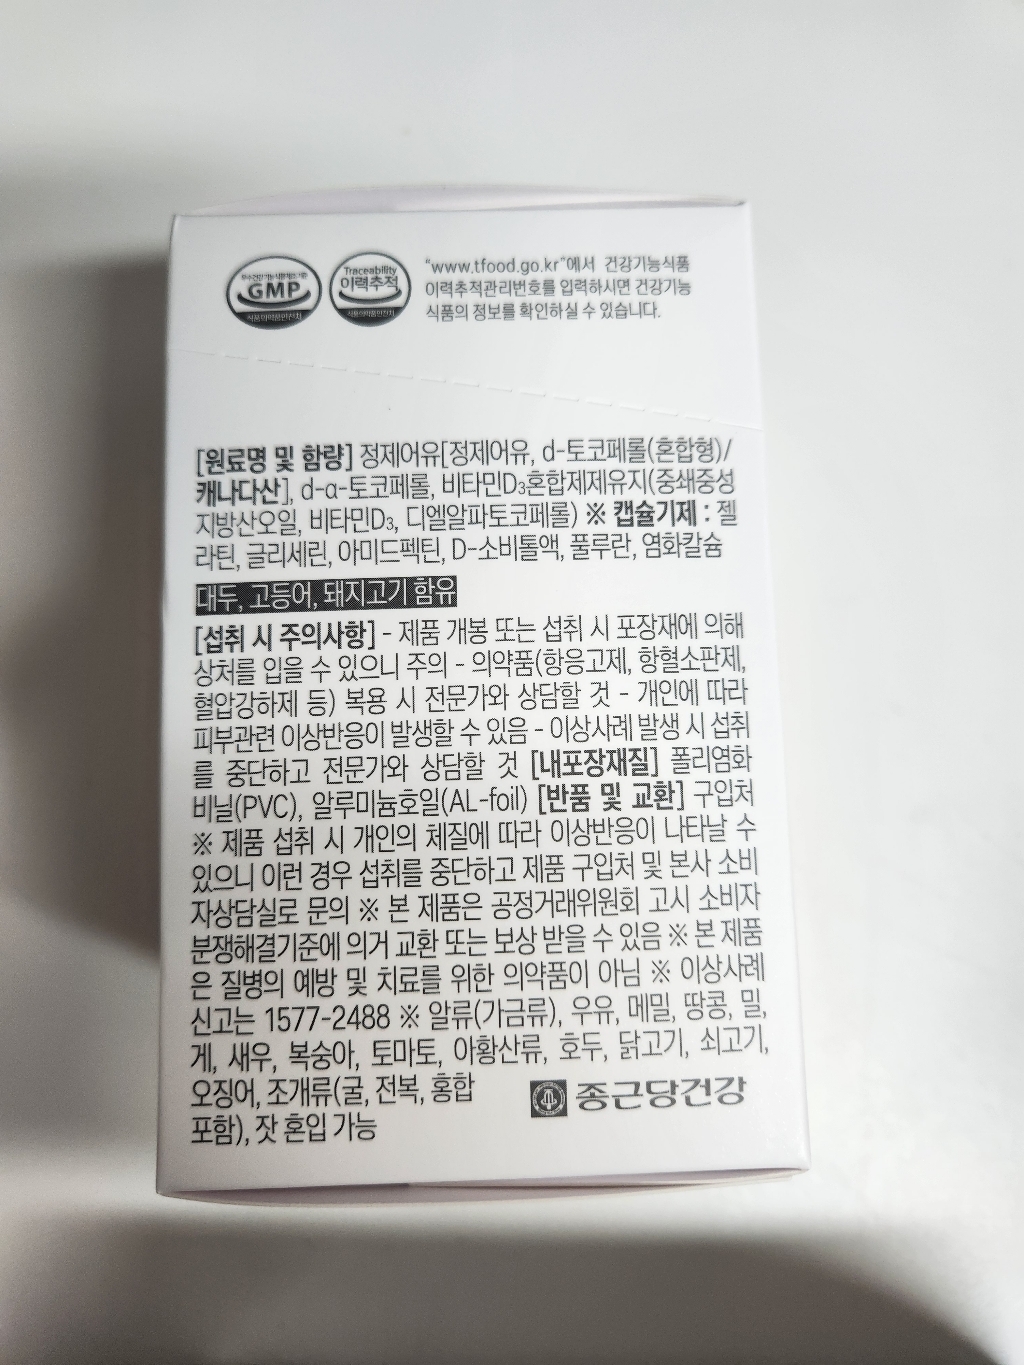 GMP
식품의약품안전처
Traceability
이력추적
식품의약품안전처
"www.tfood.go.kr"에서 건강기능식품
이력추적관리번호를 입력하시면 건강기능
식품의 정보를 확인하실 수 있습니다.
[원료명 및 함량] 정제어유[정제어유, d-토코페롤(혼합형)/
캐나다산], d-α-토코페롤, 비타민D₃혼합제제유지(중쇄중성
지방산오일, 비타민D₃, 디엘알파토코페롤) ※ 캡슐기제 : 젤
라틴, 글리세린, 아미드펙틴, D-소비톨액, 풀루란, 염화칼슘
대두, 고등어, 돼지고기 함유
[섭취 시 주의사항] - 제품 개봉 또는 섭취 시 포장재에 의해
상처를 입을 수 있으니 주의 - 의약품(항응고제, 항혈소판제,
혈압강하제 등) 복용 시 전문가와 상담할 것 - 개인에 따라
피부관련 이상반응이 발생할 수 있음 - 이상사례 발생 시 섭취
를 중단하고 전문가와 상담할 것 [내포장재질] 폴리염화
비닐(PVC), 알루미늄호일(AL-foil) [반품 및 교환] 구입처
※ 제품 섭취 시 개인의 체질에 따라 이상반응이 나타날 수
있으니 이런 경우 섭취를 중단하고 제품 구입처 및 본사 소비
자상담실로 문의 ※ 본 제품은 공정거래위원회 고시 소비자
분쟁해결기준에 의거 교환 또는 보상 받을 수 있음 ※ 본 제품
은 질병의 예방 및 치료를 위한 의약품이 아님 ※ 이상사례
신고는 1577-2488 ※ 알류(가금류), 우유, 메밀, 땅콩, 밀,
게, 새우, 복숭아, 토마토, 아황산류, 호두, 닭고기, 쇠고기,
오징어, 조개류(굴, 전복, 홍합
포함), 잣 혼입 가능
종근당건강